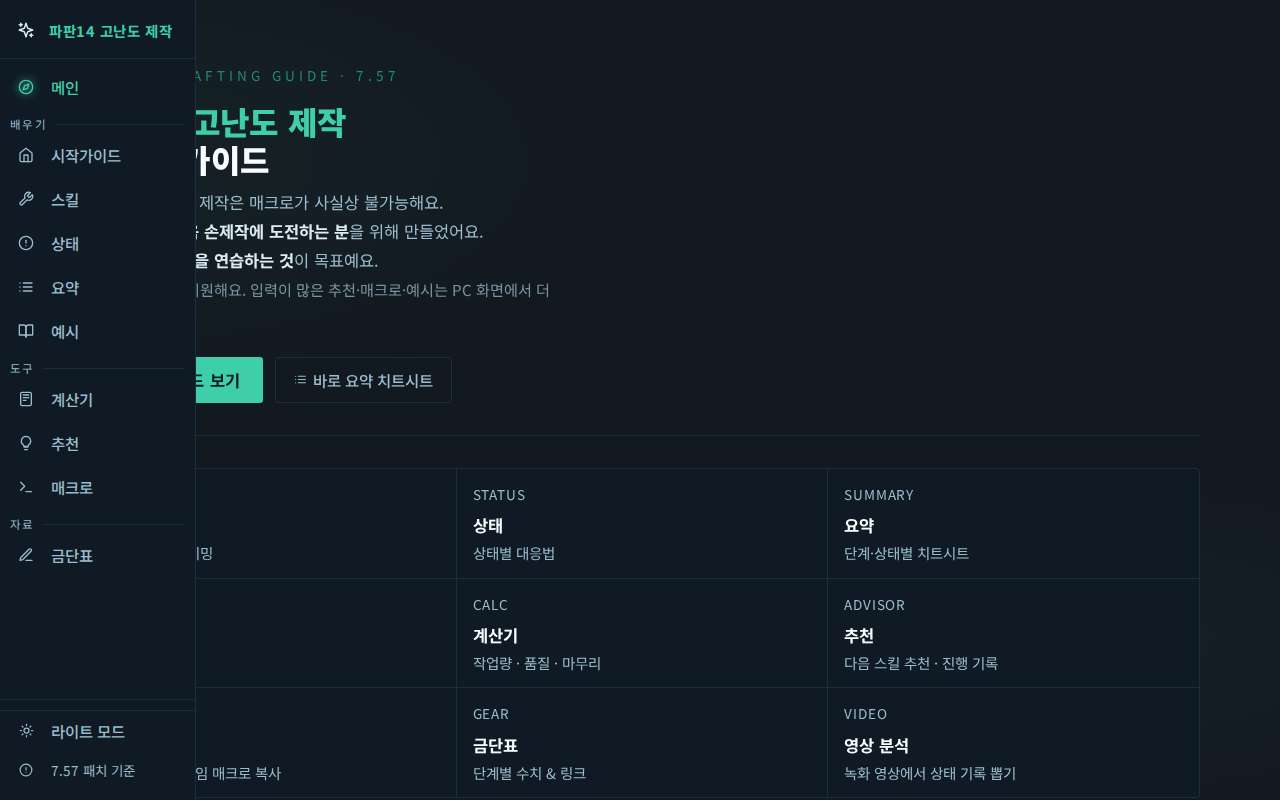 파판14 고난도 제작
메인
배우기
시작가이드
스킬
상태
요약
예시
도구
계산기
추천
매크로
자료
금단표
라이트 모드
7.57 패치 기준
AFTING GUIDE · 7.57
고난도 제작
가이드
제작은 매크로가 사실상 불가능해요.
손제작에 도전하는 분을 위해 만들었어요.
을 연습하는 것이 목표예요.
지원해요. 입력이 많은 추천·매크로·예시는 PC 화면에서 더
보기
바로 요약 치트시트
STATUS
상태
상태별 대응법
SUMMARY
요약
단계·상태별 치트시트
CALC
계산기
작업량 · 품질 · 마무리
ADVISOR
추천
다음 스킬 추천 · 진행 기록
매크로 복사
GEAR
금단표
단계별 수치 & 링크
VIDEO
영상 분석
녹화 영상에서 상태 기록 뽑기